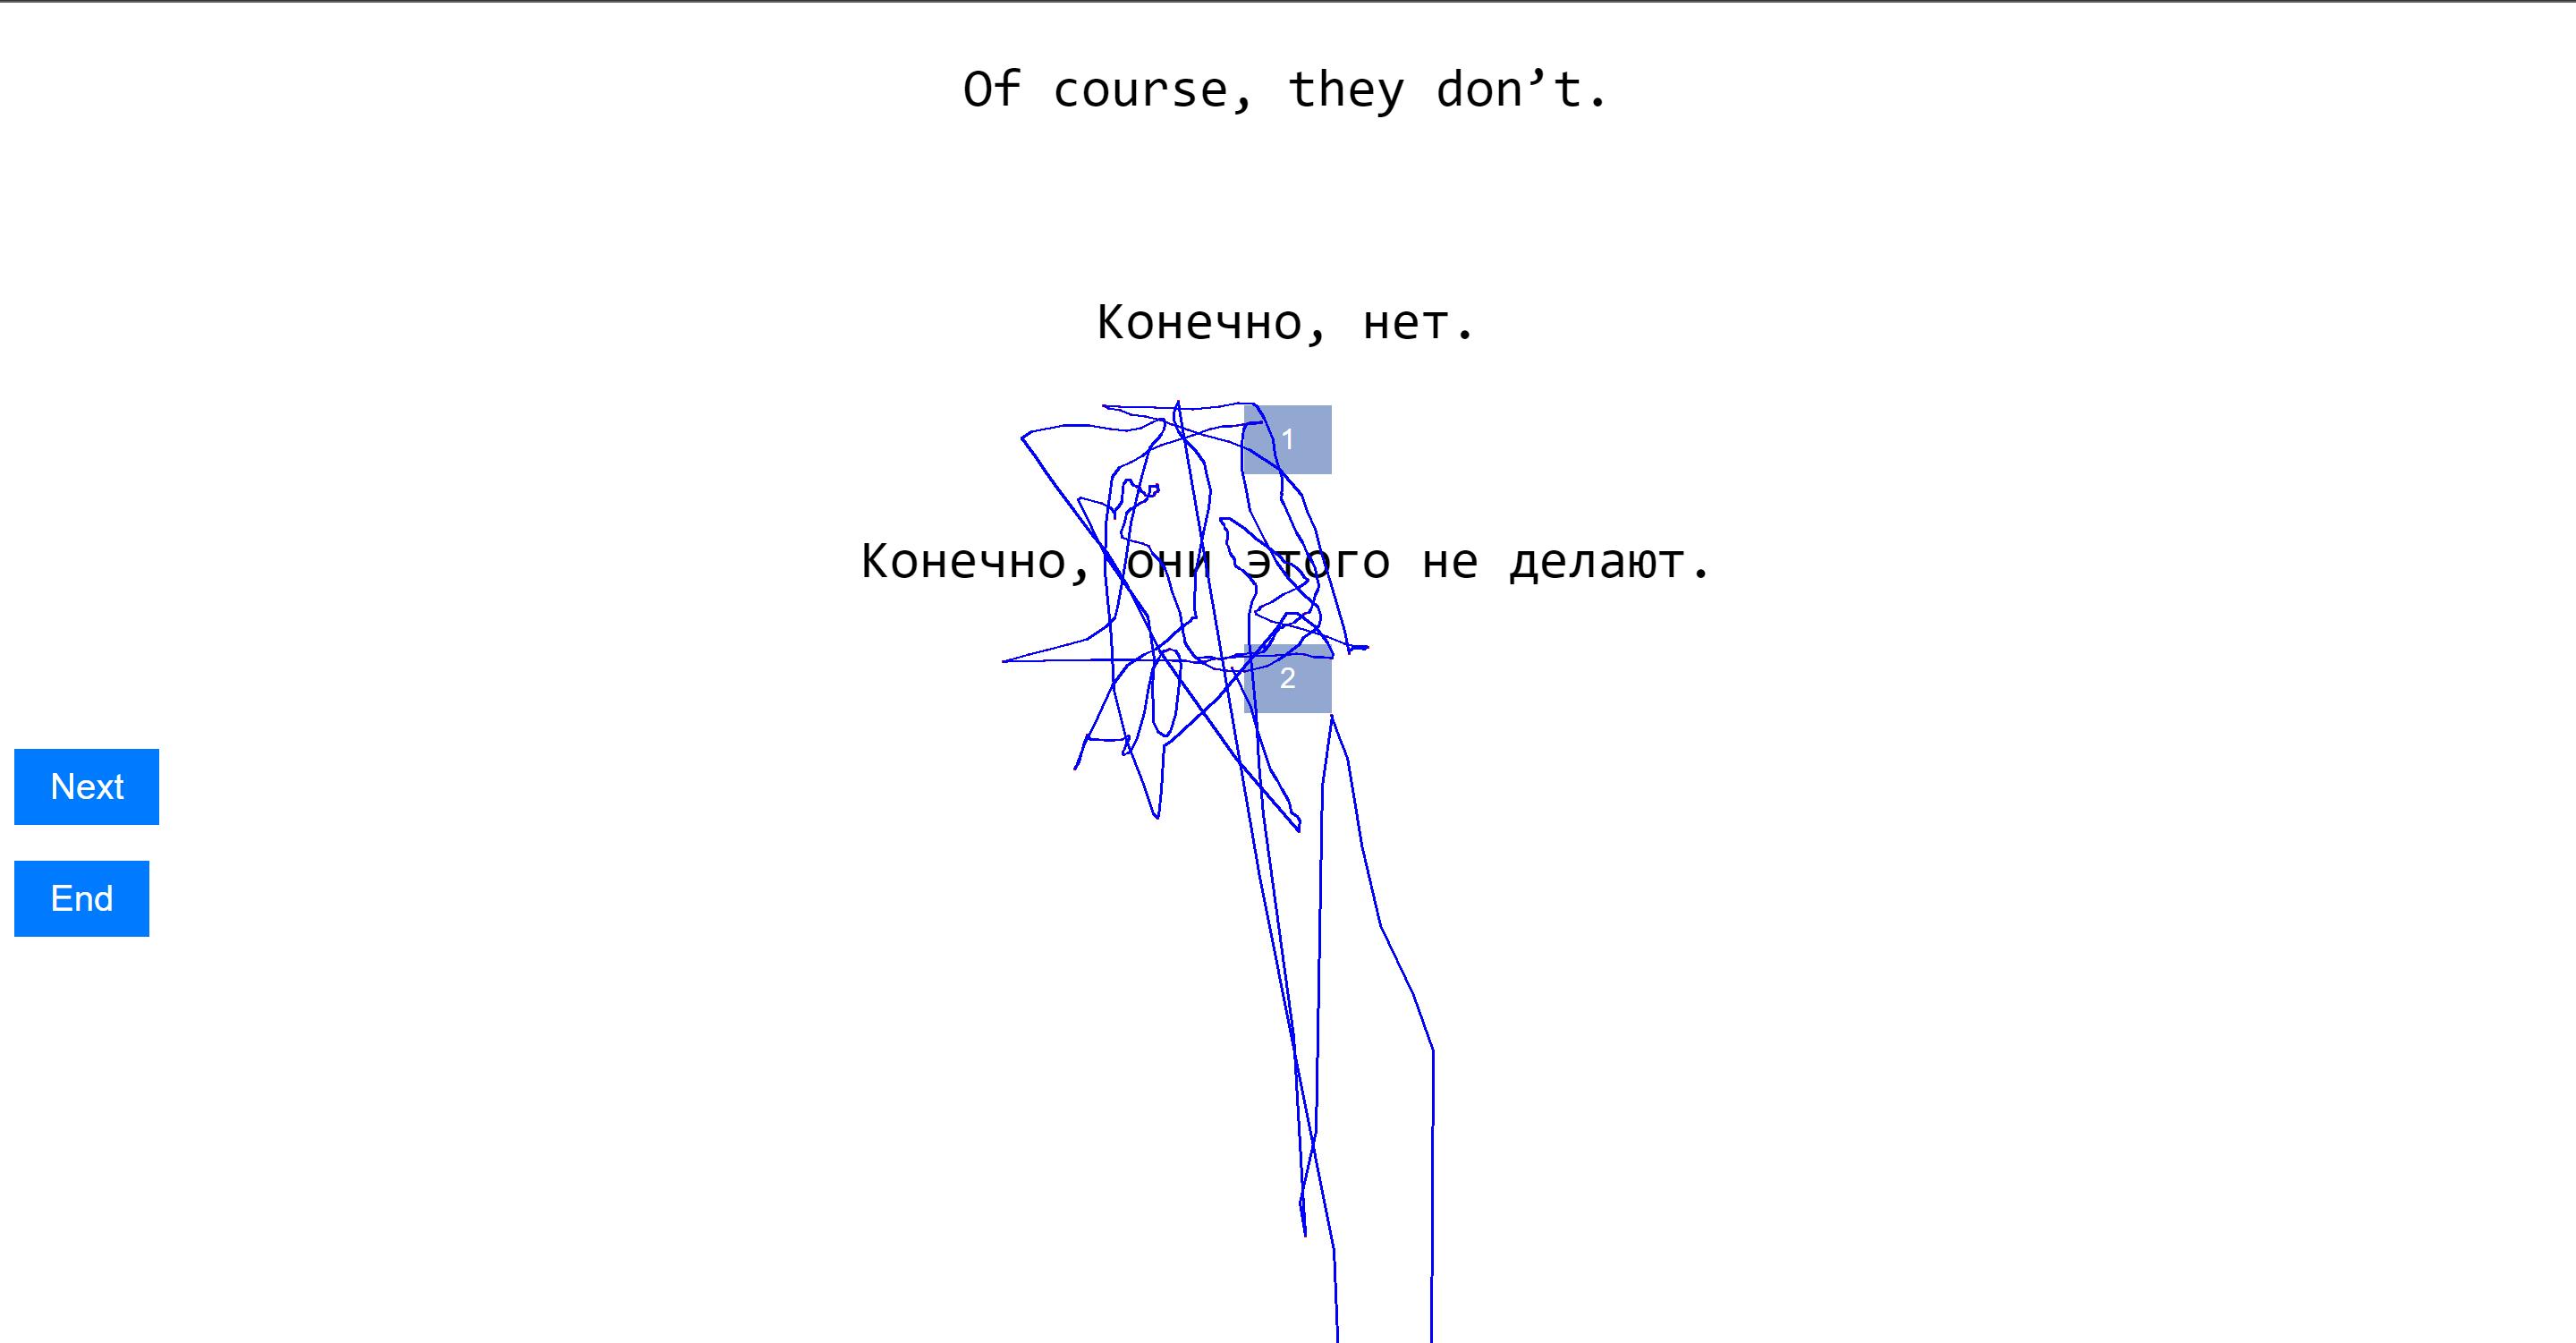 Of course, they don’t.
Конечно, нет.
1
Конечно, они этого не делают.
2
Next
End